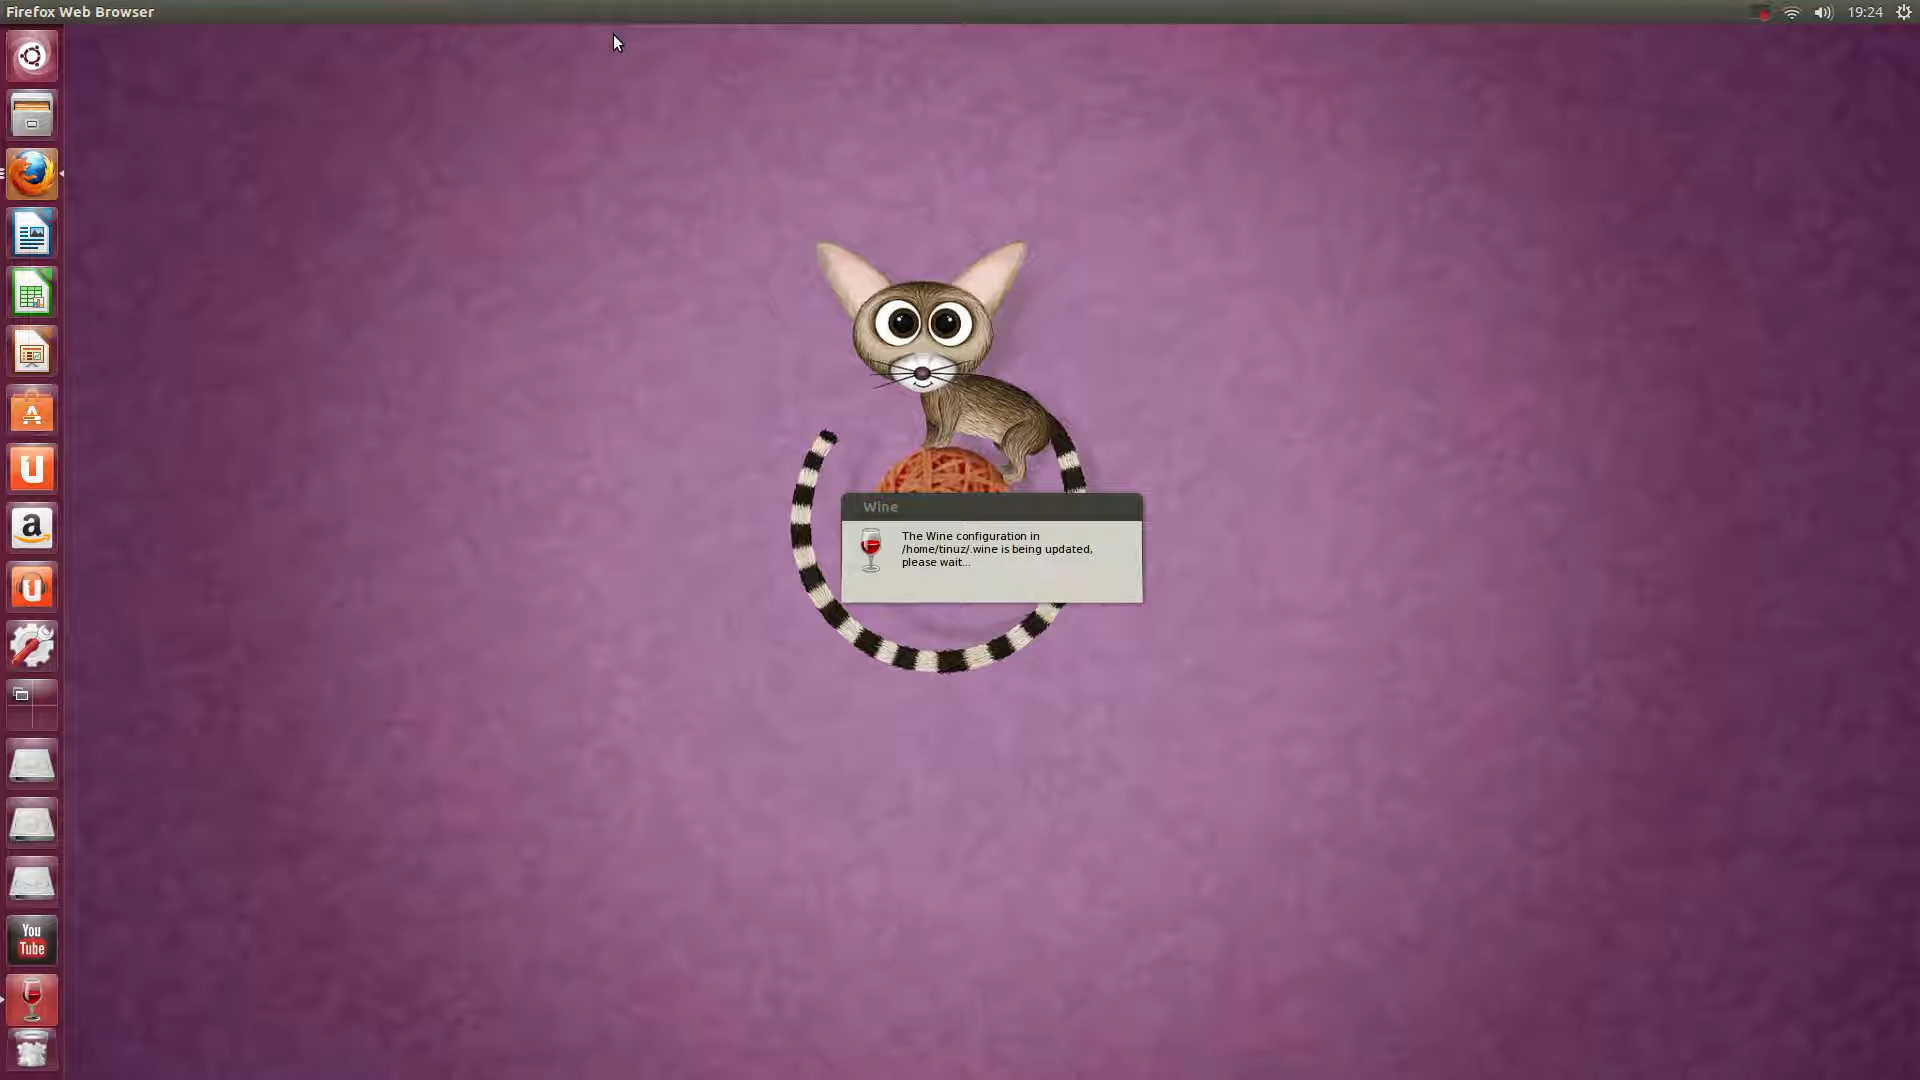 Firefox Web Browser
19:24
Wine
The Wine configuration in
/home/tinuz/.wine is being updated,
please wait...
You
Tube